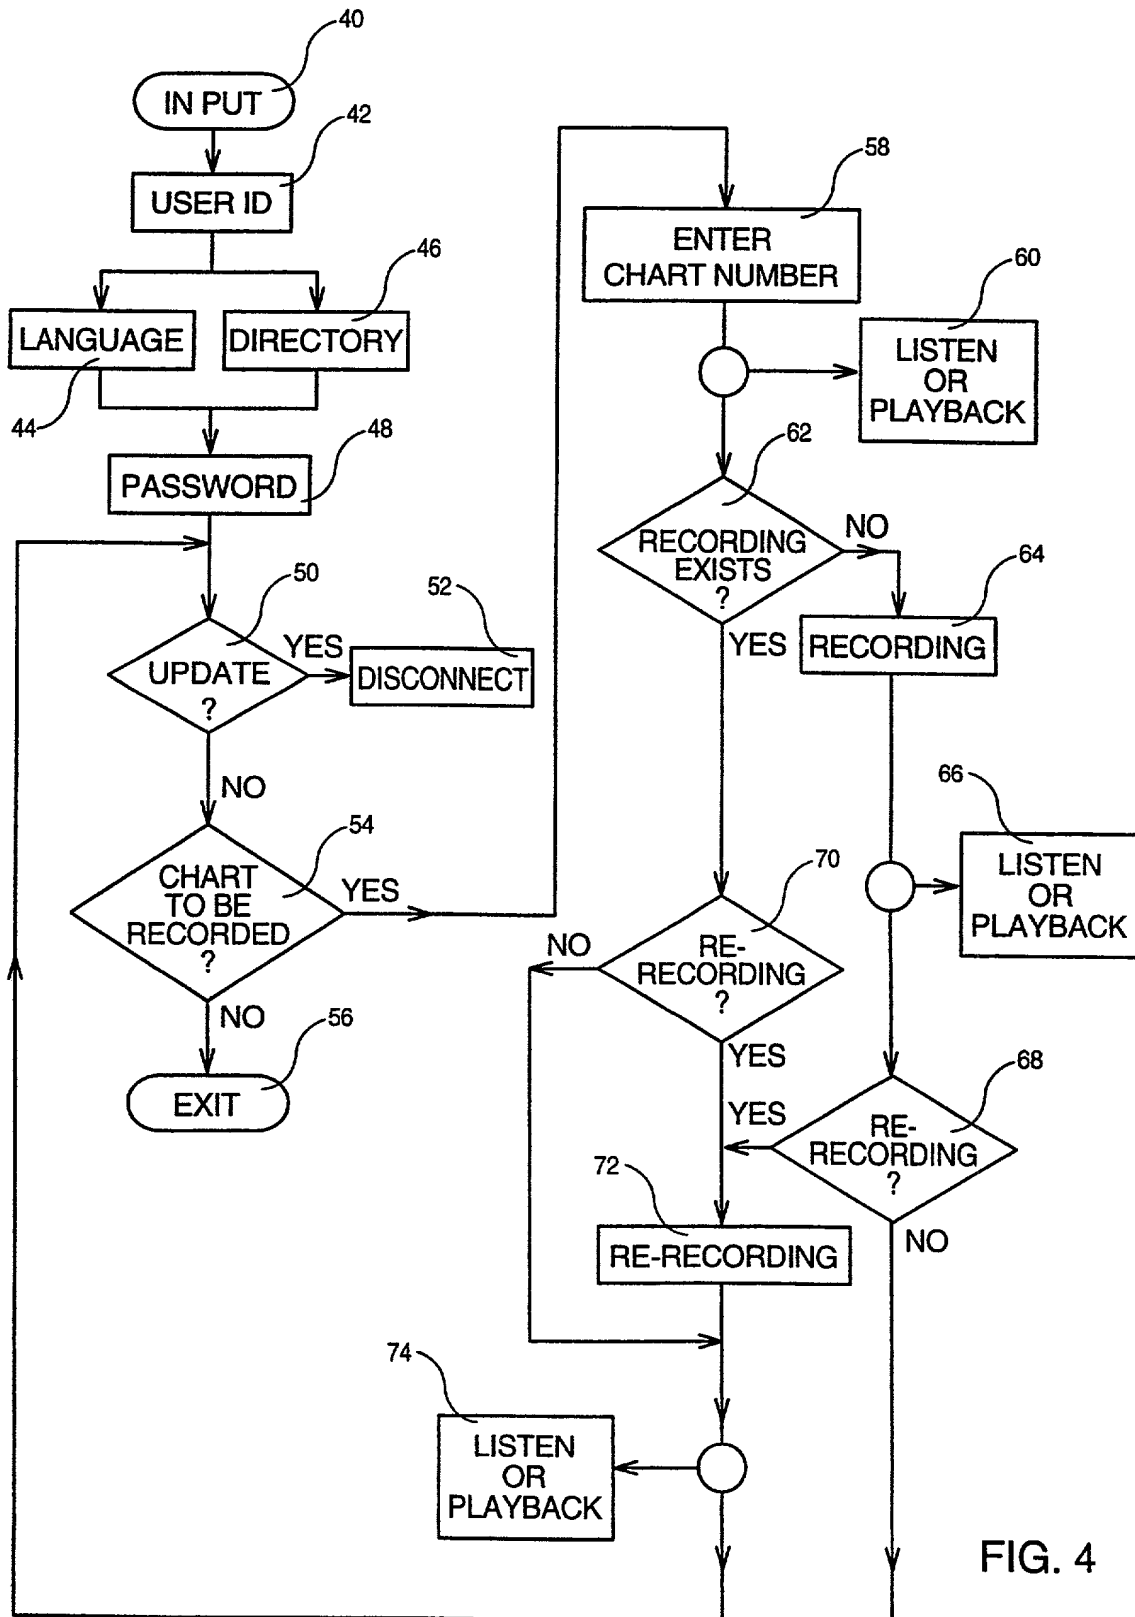 40
IN PUT
42
USER ID
46
LANGUAGE
DIRECTORY
44
48
PASSWORD
50
UPDATE
?
YES
52
DISCONNECT
NO
54
CHART
TO BE
RECORDED
?
YES
NO
56
EXIT
58
ENTER
CHART NUMBER
60
LISTEN
OR
PLAYBACK
62
RECORDING
EXISTS
?
NO
64
RECORDING
YES
66
LISTEN
OR
PLAYBACK
70
RE-
RECORDING
?
NO
YES
68
RE-
RECORDING
?
YES
NO
72
RE-RECORDING
74
LISTEN
OR
PLAYBACK
FIG. 4